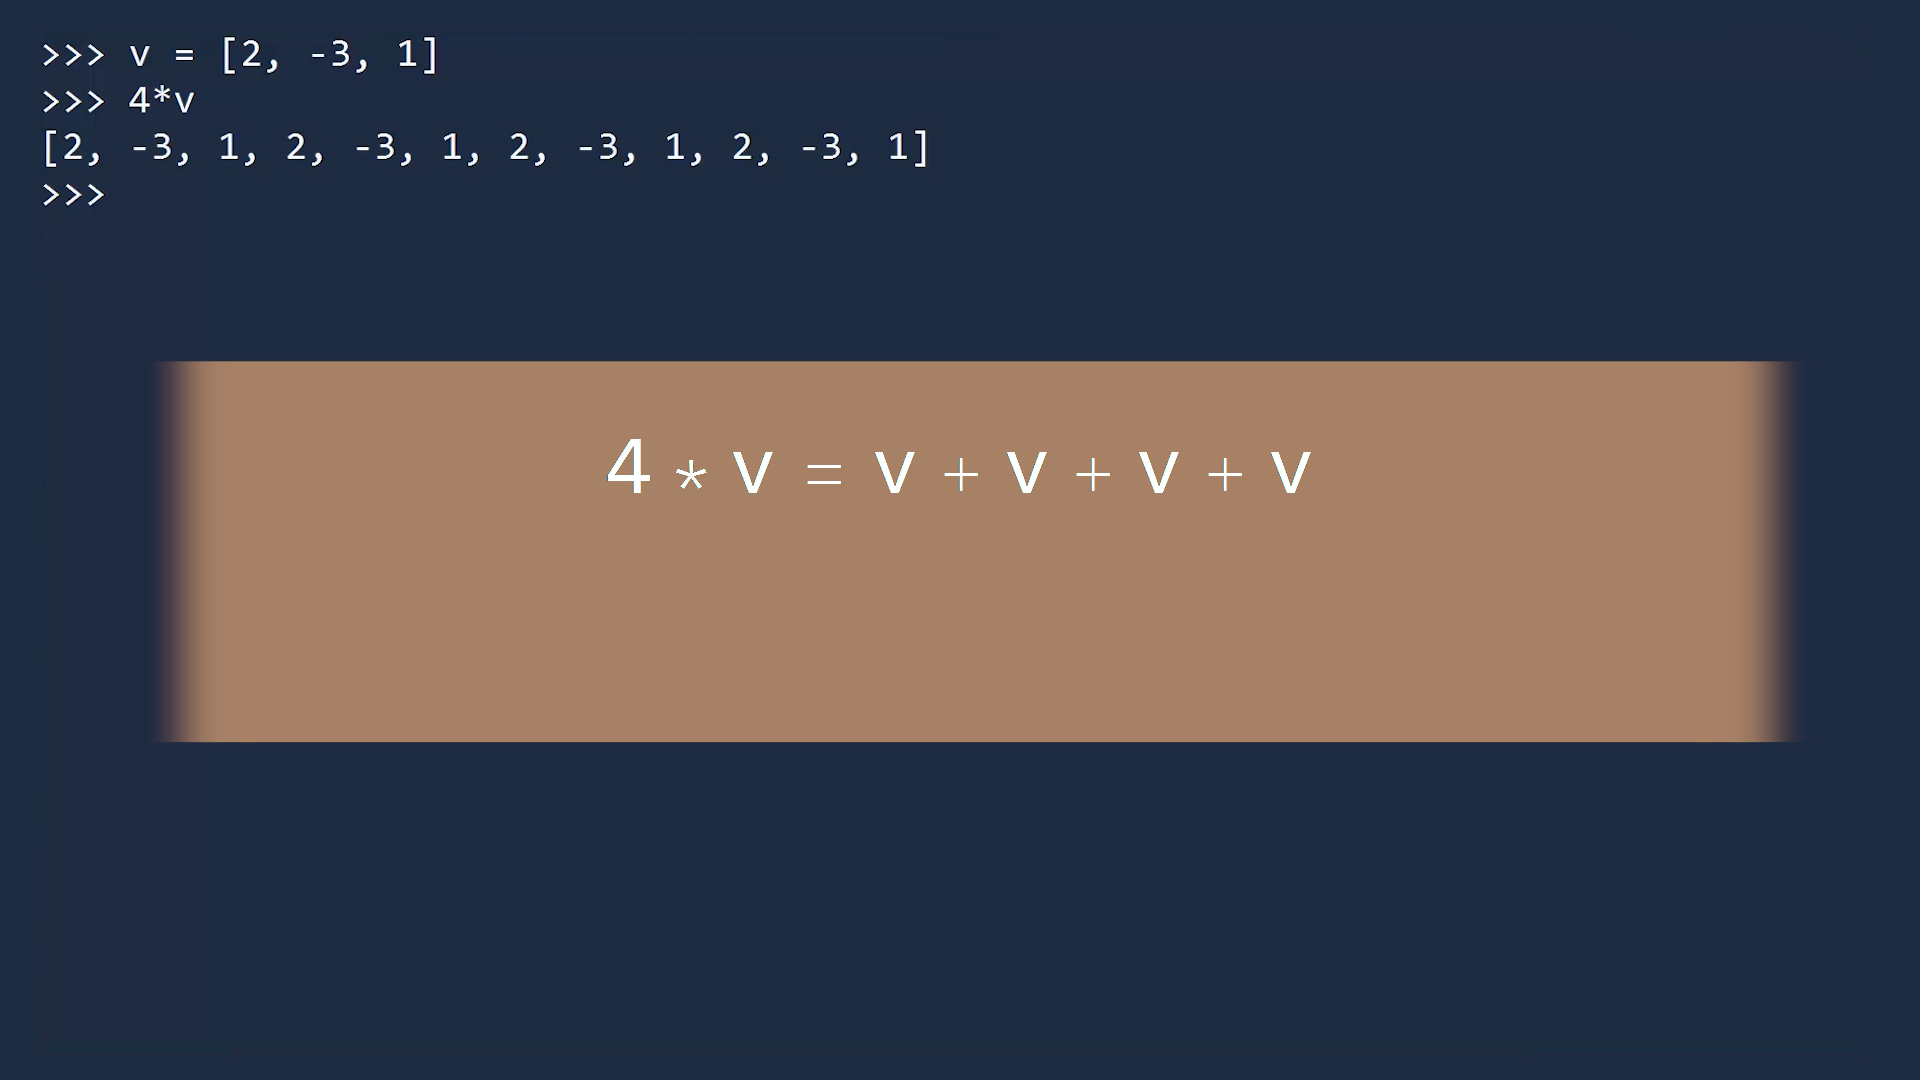 >>> v = [2, -3, 1]
>>> 4*v
[2, -3, 1, 2, -3, 1, 2, -3, 1, 2, -3, 1]
>>>
4 * v = v + v + v + v